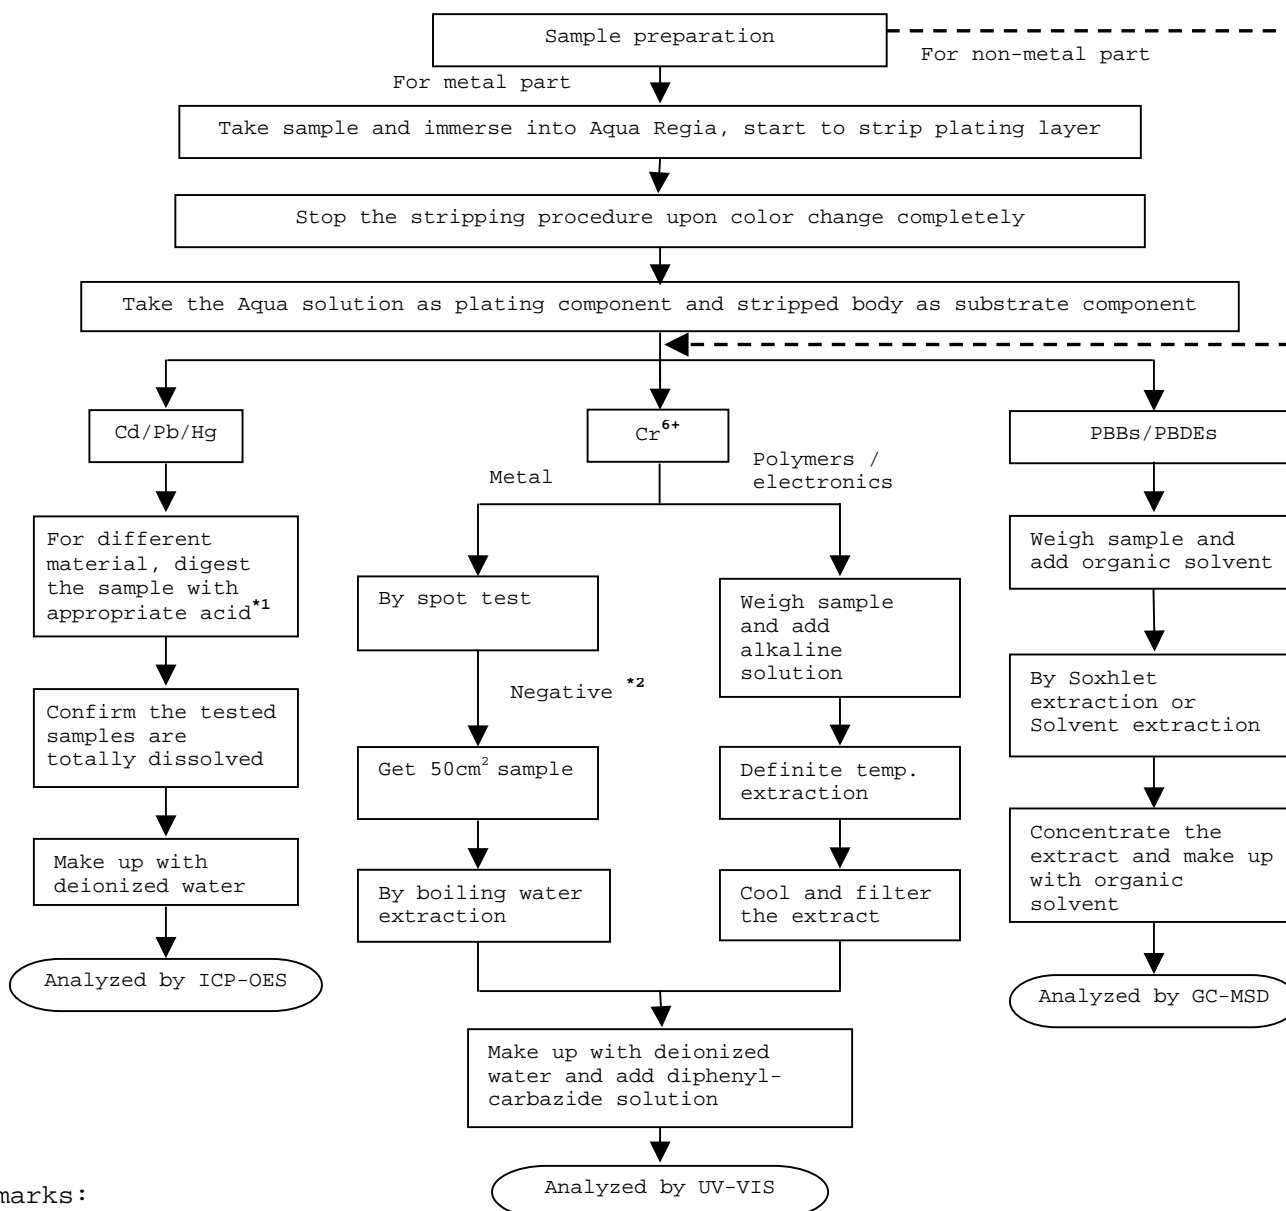 Sample preparation
For non-metal part
For metal part
Take sample and immerse into Aqua Regia, start to strip plating layer
Stop the stripping procedure upon color change completely
Take the Aqua solution as plating component and stripped body as substrate component
Cd/Pb/Hg
Cr6+
PBBs/PBDEs
Metal
Polymers /
electronics
For different
material, digest
the sample with
appropriate acid*1
Confirm the tested
samples are
totally dissolved
Make up with
deionized water
Analyzed by ICP-OES
By spot test
Negative *2
Get 50cm2 sample
By boiling water
extraction
Weigh sample
and add
alkaline
solution
Definite temp.
extraction
Cool and filter
the extract
Make up with deionized
water and add diphenyl-
carbazide solution
Analyzed by UV-VIS
Weigh sample and
add organic solvent
By Soxhlet
extraction or
Solvent extraction
Concentrate the
extract and make up
with organic
solvent
Analyzed by GC-MSD
marks: